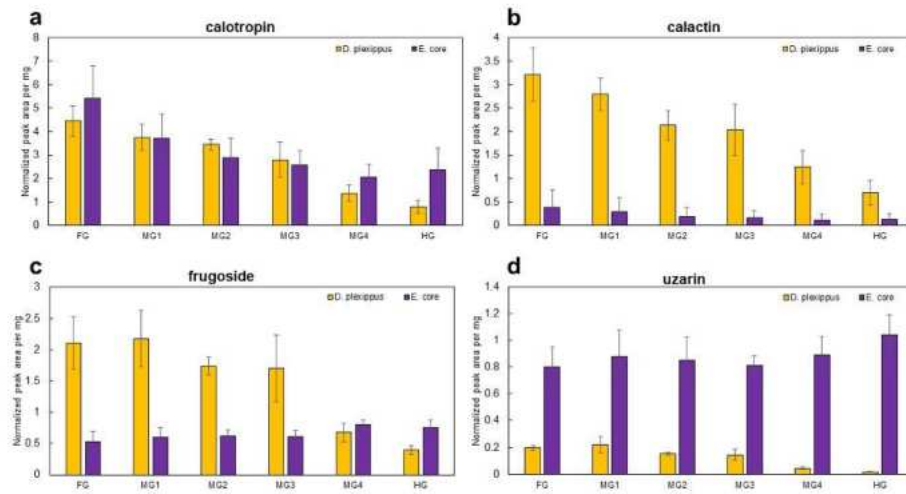 a
calotropin
Normalized peak area per mg
8
7
6
5
4
3
2
1
0
D. plexippus
E. core
FG MG1 MG2 MG3 MG4 HG
b
calactin
Normalized peak area per mg
4
3.5
3
2.5
2
1.5
1
0.5
0
D. plexippus
E. core
FG MG1 MG2 MG3 MG4 HG
c
frugoside
Normalized peak area per mg
3
2.5
2
1.5
1
0.5
0
D. plexippus
E. core
FG MG1 MG2 MG3 MG4 HG
d
uzarin
Normalized peak area per mg
1.4
1.2
1
0.8
0.6
0.4
0.2
0
D. plexippus
E. core
FG MG1 MG2 MG3 MG4 HG